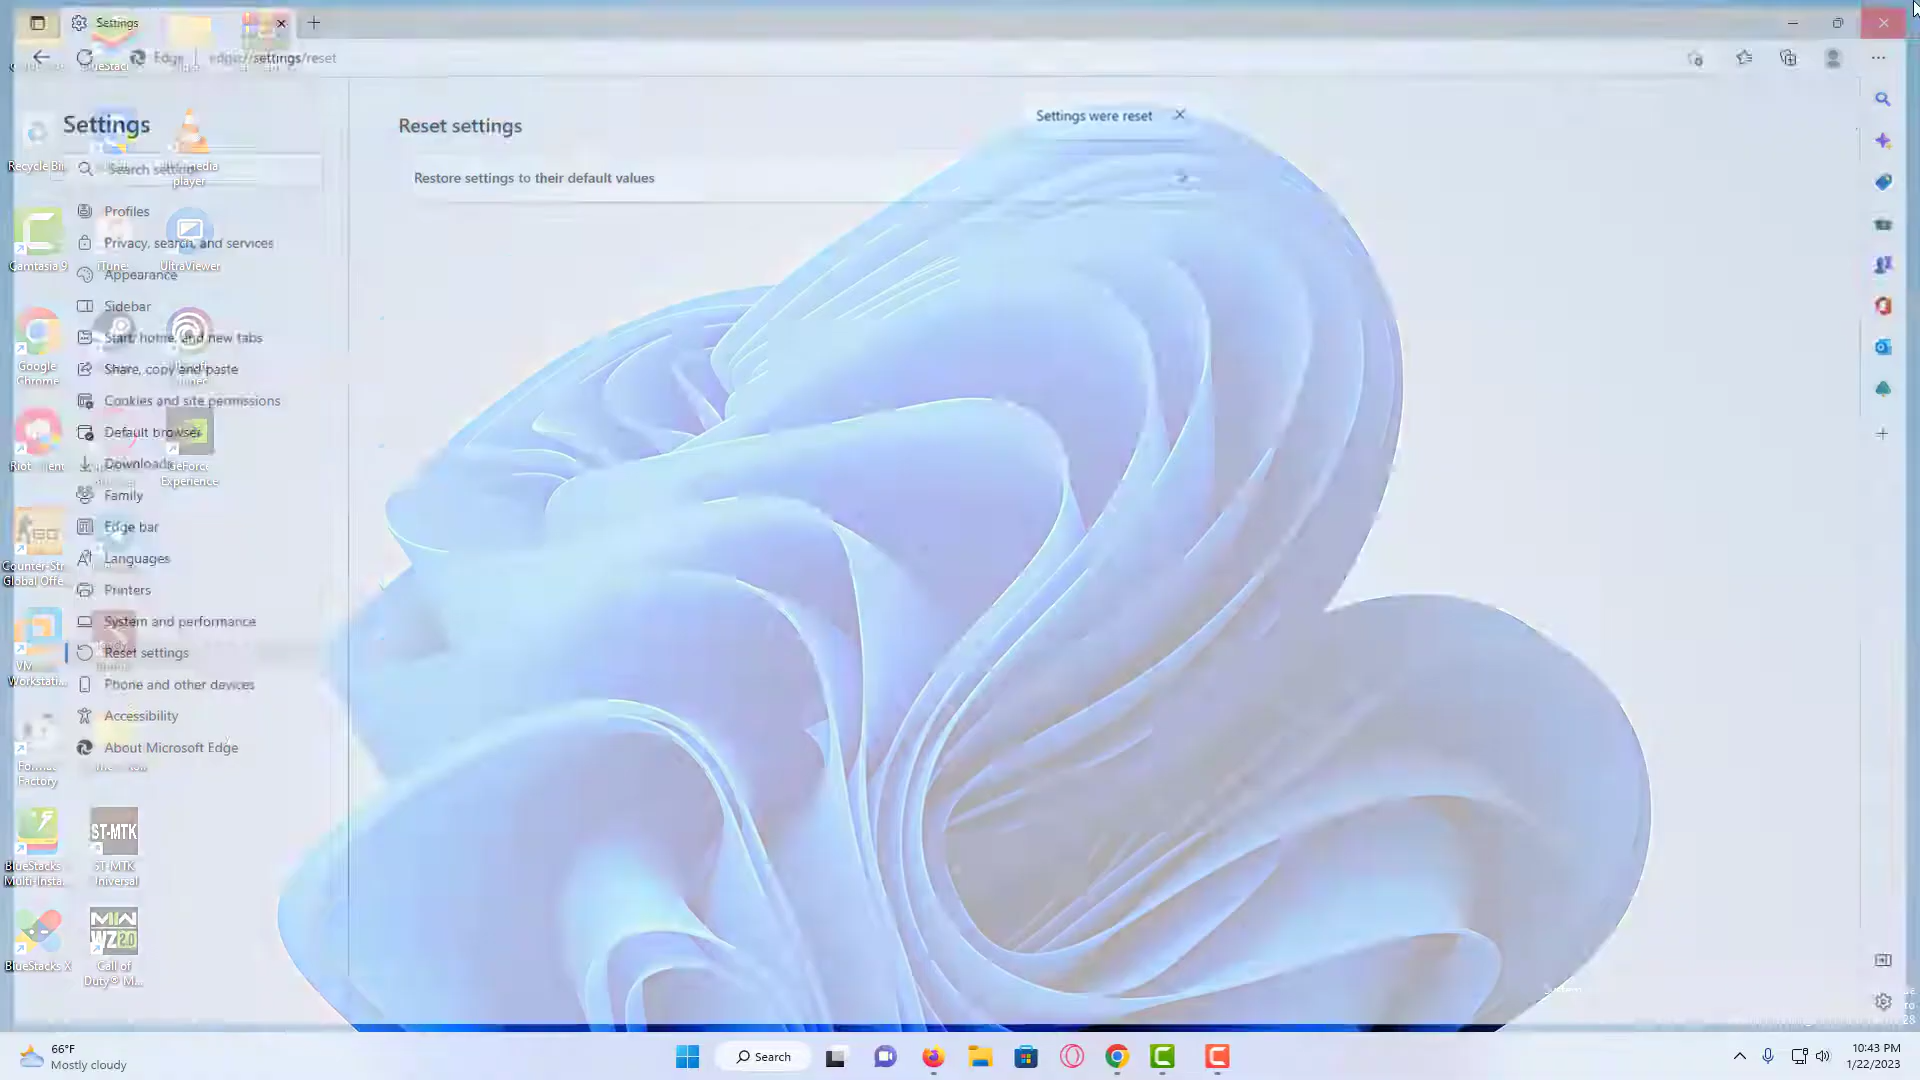 Settings
Edge
edge://settings/reset
Settings
Search settings
Profiles
Privacy, search, and services
Appearance
Sidebar
Start, home, and new tabs
Share, copy and paste
Cookies and site permissions
Default browser
Downloads
Family
Edge bar
Languages
Printers
System and performance
Reset settings
Phone and other devices
Accessibility
About Microsoft Edge
Reset settings
Settings were reset
Restore settings to their default values
Recycle Bin
media
player
Camtasia 9
iTunes
UltraViewer
Google
Chrome
Riot Client
GeForce
Experience
Counter-Str...
Global Offe...
VM
Workstati...
Format
Factory
BlueStacks
Multi-Insta...
ST-MTK
ST-MTK
Universal
BlueStacks X
MW
WZ 2.0
Call of
Duty® M...
66°F
Mostly cloudy
Search
10:43 PM
1/22/2023